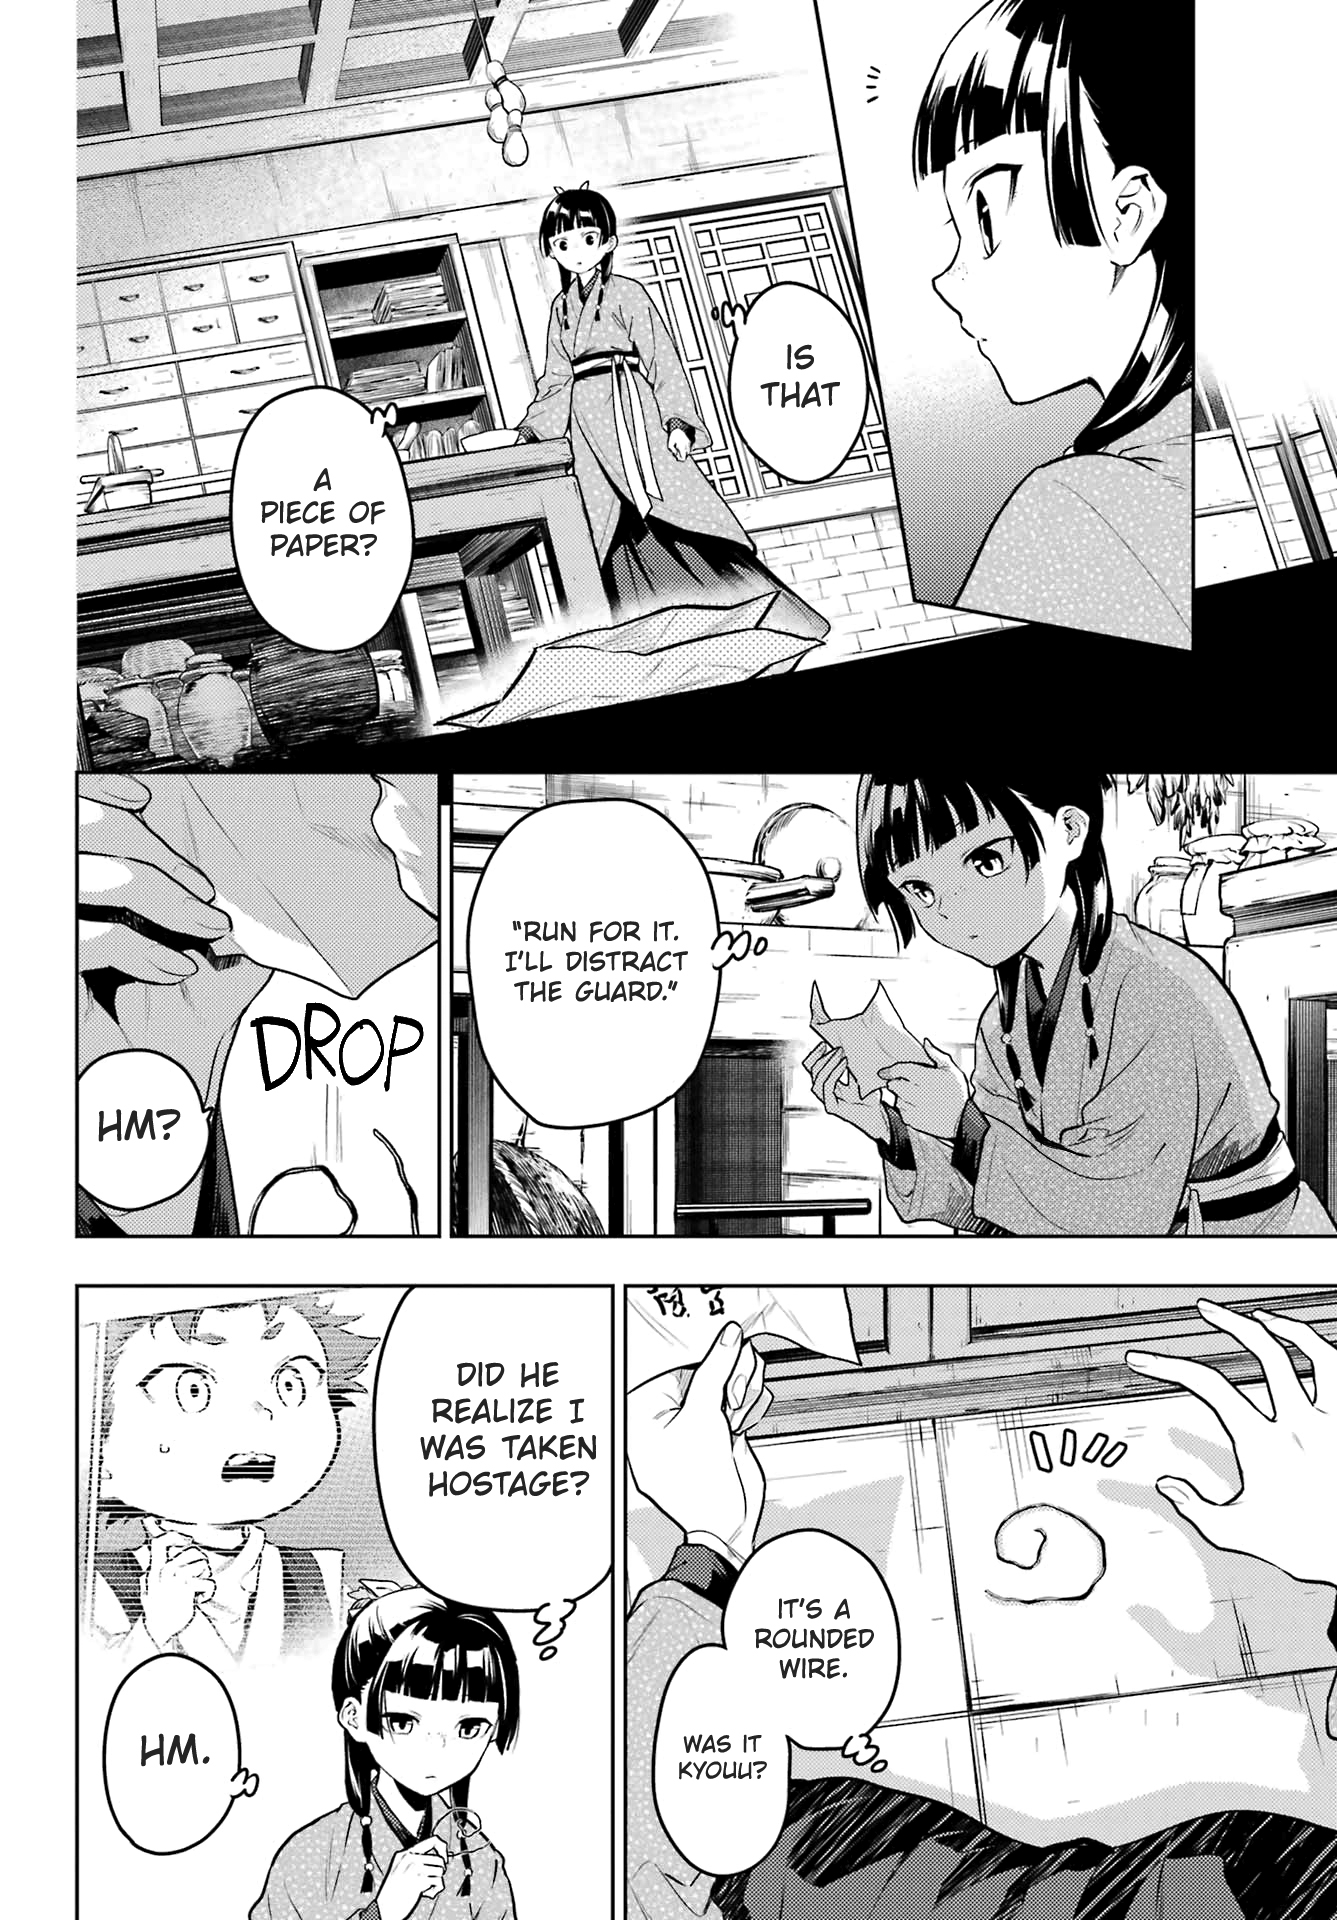 IS
THAT
A
PIECE OF
PAPER?
"RUN FOR IT.
I'LL DISTRACT
THE GUARD."
DROP
HM?
IT'S A
ROUNDED
WIRE.
WAS IT
KYOUU?
DID HE
REALIZE I
WAS TAKEN
HOSTAGE?
HM.